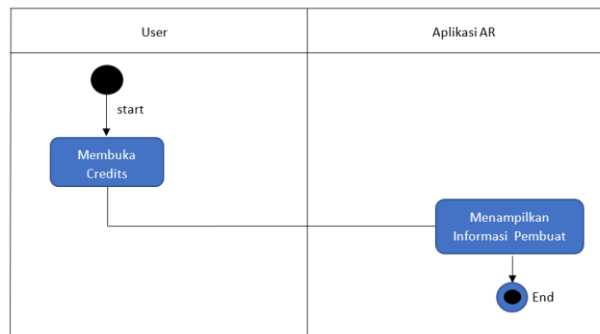 User
Aplikasi AR
start
Membuka
Credits
Menampilkan
Informasi Pembuat
End